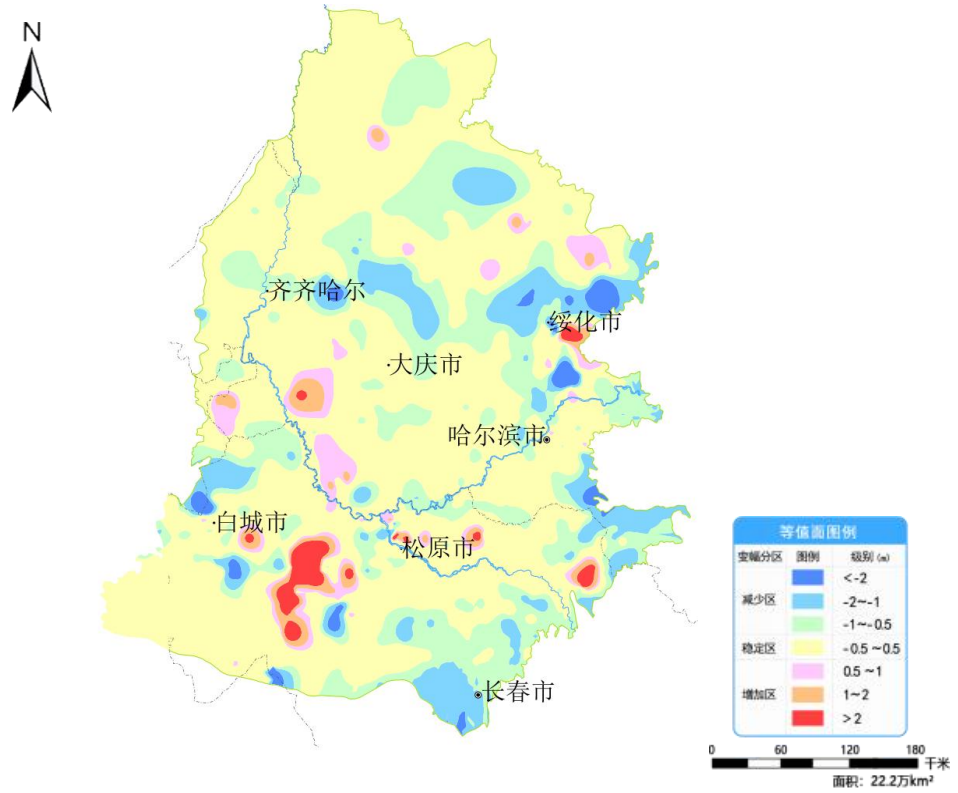 N
齐齐哈尔
绥化市
大庆市
哈尔滨市
白城市
松原市
长春市
等值面图例
变幅分区 图例 级别 (m)
减少区
<-2
-2~-1
-1~-0.5
稳定区 -0.5~0.5
增加区
0.5~1
1~2
>2
0 60 120 180
千米
面积：22.2万km²